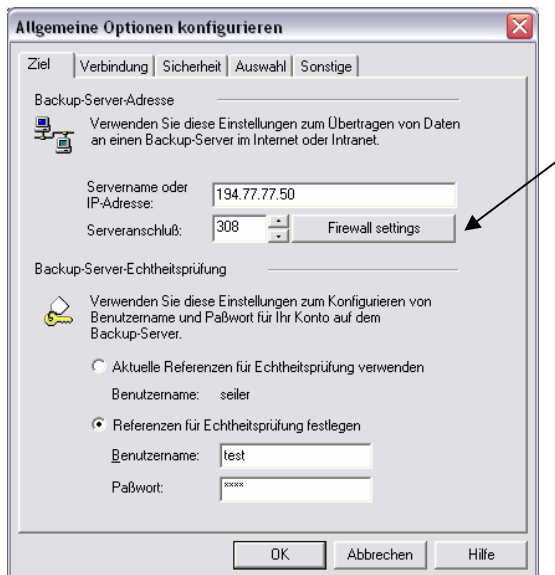 Allgemeine Optionen konfigurieren
Ziel Verbindung Sicherheit Auswahl Sonstige
Backup-Server-Adresse
Verwenden Sie diese Einstellungen zum Übertragen von Daten
an einen Backup-Server im Internet oder Intranet.
Servername oder
IP-Adresse: 194.77.77.50
Serveranschluß: 308 Firewall settings
Backup-Server-Echtheitsprüfung
Verwenden Sie diese Einstellungen zum Konfigurieren von
Benutzername und Paßwort für Ihr Konto auf dem
Backup-Server.
Aktuelle Referenzen für Echtheitsprüfung verwenden
Benutzername: seiler
Referenzen für Echtheitsprüfung festlegen
Benutzername: test
Paßwort: xxxx
OK Abbrechen Hilfe